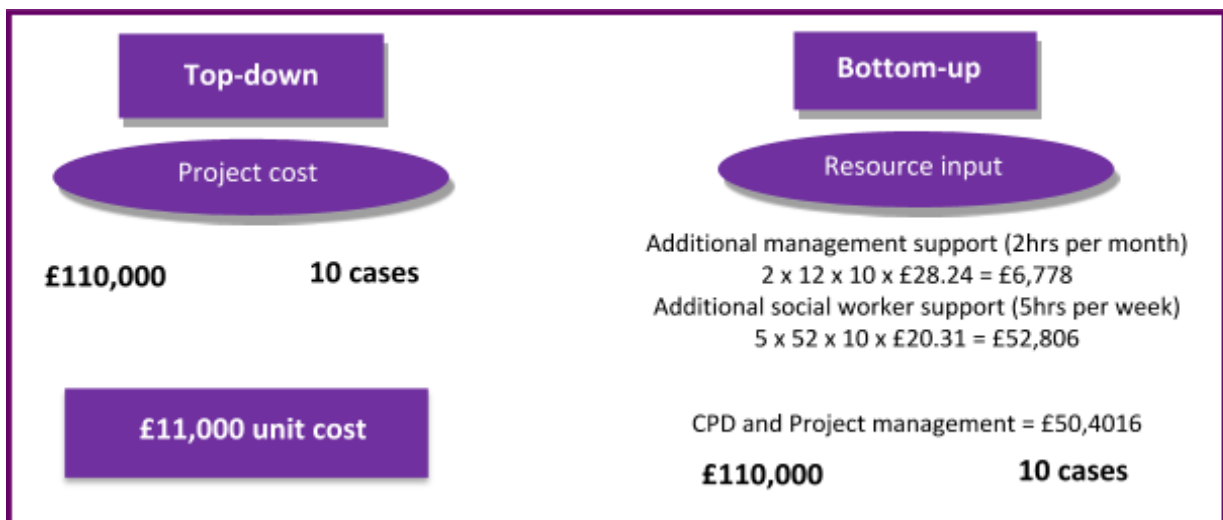 Top-down
Project cost
£110,000 10 cases
£11,000 unit cost
Bottom-up
Resource input
Additional management support (2hrs per month)
2 x 12 x 10 x £28.24 = £6,778
Additional social worker support (5hrs per week)
5 x 52 x 10 x £20.31 = £52,806
CPD and Project management = £50,4016
£110,000 10 cases